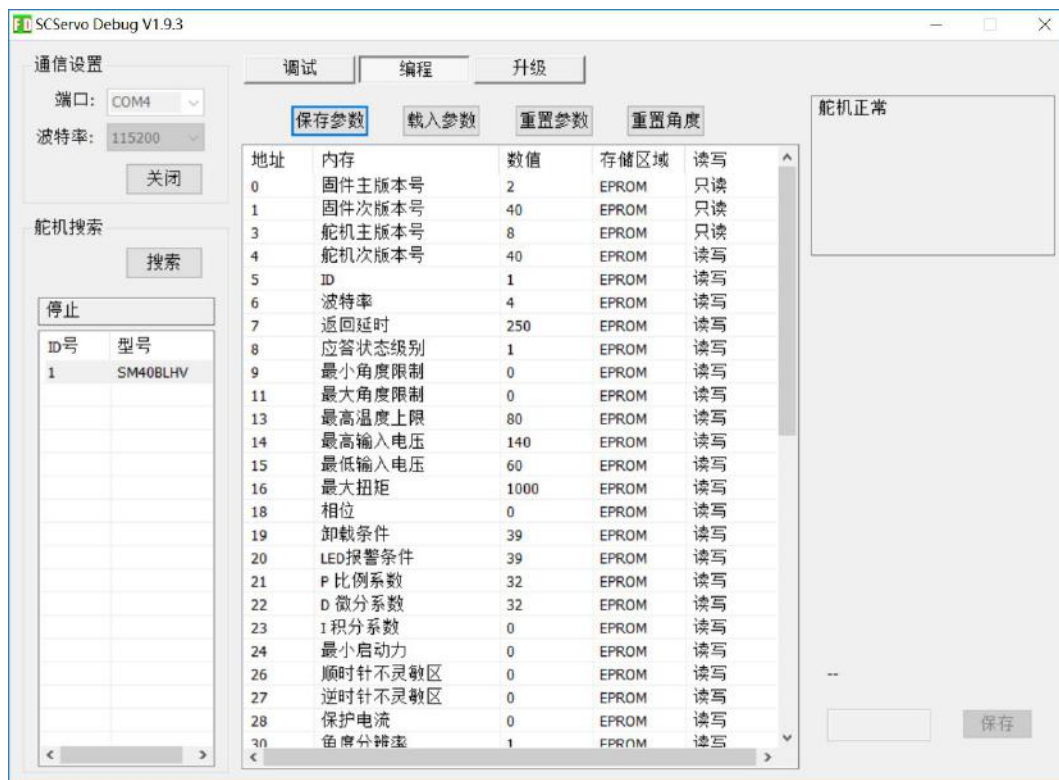 SCServo Debug V1.9.3
通信设置
端口: COM4
波特率: 115200
关闭
舵机搜索
搜索
停止
ID号 型号
1 SM40BLHV
调试 编程 升级
保存参数 载入参数 重置参数 重置角度
地址 内存 数值 存储区域 读写
0 固件主版本号 2 EPROM 只读
1 固件次版本号 40 EPROM 只读
3 舵机主版本号 8 EPROM 只读
4 舵机次版本号 40 EPROM 读写
5 ID 1 EPROM 读写
6 波特率 4 EPROM 读写
7 返回延时 250 EPROM 读写
8 应答状态级别 1 EPROM 读写
9 最小角度限制 0 EPROM 读写
11 最大角度限制 0 EPROM 读写
13 最高温度上限 80 EPROM 读写
14 最高输入电压 140 EPROM 读写
15 最低输入电压 60 EPROM 读写
16 最大扭矩 1000 EPROM 读写
18 相位 0 EPROM 读写
19 卸载条件 39 EPROM 读写
20 LED报警条件 39 EPROM 读写
21 P 比例系数 32 EPROM 读写
22 D 微分系数 32 EPROM 读写
23 I 积分系数 0 EPROM 读写
24 最小启动力 0 EPROM 读写
26 顺时针不灵敏区 0 EPROM 读写
27 逆时针不灵敏区 0 EPROM 读写
28 保护电流 0 EPROM 读写
30 角度分辨率 1 EPROM 读写
舵机正常
--
保存